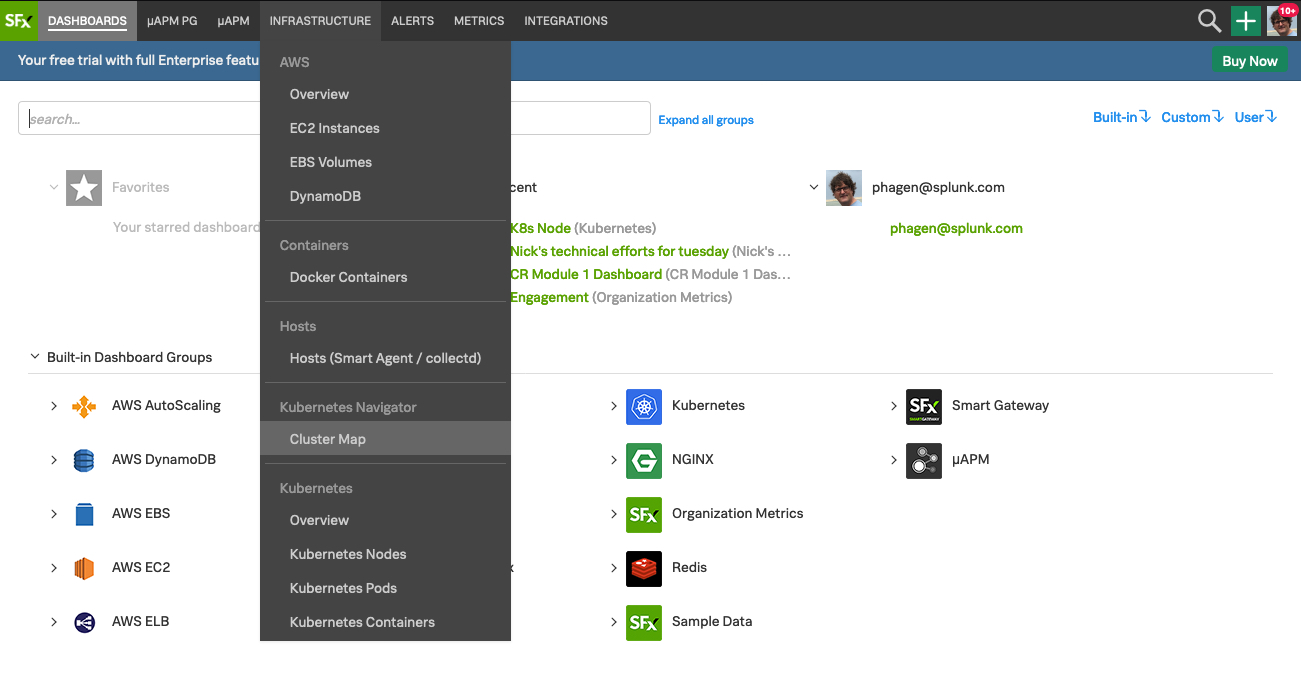 SFx DASHBOARDS µAPM PG µAPM INFRASTRUCTURE ALERTS METRICS INTEGRATIONS 10+
Your free trial with full Enterprise featu
Buy Now
search...
Expand all groups
Built-in Custom User
Favorites
Your starred dashboard
cent
K8s Node (Kubernetes)
Nick's technical efforts for tuesday (Nick's ...
CR Module 1 Dashboard (CR Module 1 Das...
Engagement (Organization Metrics)
phagen@splunk.com
phagen@splunk.com
AWS
Overview
EC2 Instances
EBS Volumes
DynamoDB
Containers
Docker Containers
Hosts
Hosts (Smart Agent / collectd)
Kubernetes Navigator
Cluster Map
Kubernetes
Overview
Kubernetes Nodes
Kubernetes Pods
Kubernetes Containers
Built-in Dashboard Groups
AWS AutoScaling
AWS DynamoDB
AWS EBS
AWS EC2
AWS ELB
x
Kubernetes
NGINX
SFx Organization Metrics
Redis
SFx Sample Data
SFx SMARTGATEWAY Smart Gateway
µAPM